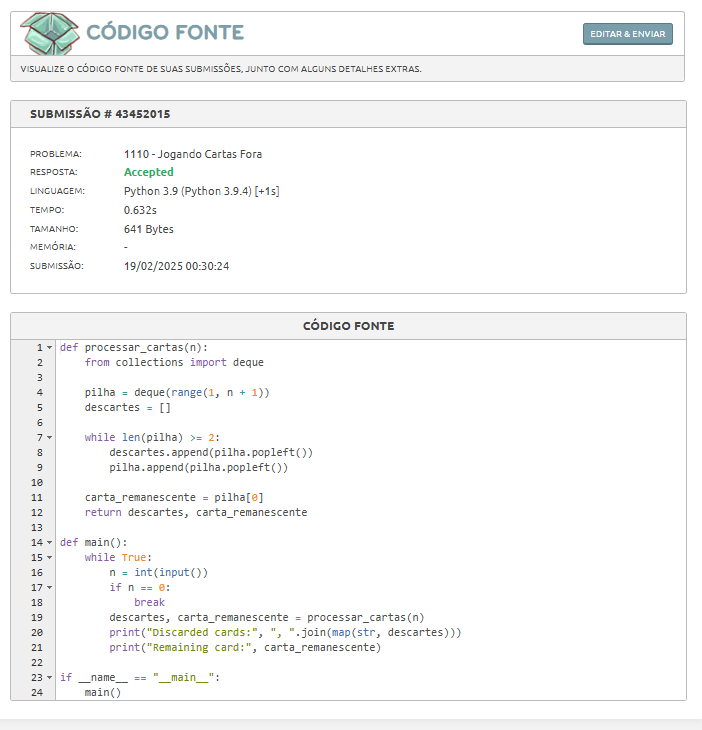 CÓDIGO FONTE
EDITAR & ENVIAR
VISUALIZE O CÓDIGO FONTE DE SUAS SUBMISSÕES, JUNTO COM ALGUNS DETALHES EXTRAS.
SUBMISSÃO # 43452015
PROBLEMA: 1110 - Jogando Cartas Fora
RESPOSTA: Accepted
LINGUAGEM: Python 3.9 (Python 3.9.4) [+1s]
TEMPO: 0.632s
TAMANHO: 641 Bytes
MEMÓRIA: -
SUBMISSÃO: 19/02/2025 00:30:24
CÓDIGO FONTE
1 def processar_cartas(n):
2     from collections import deque
3
4     pilha = deque(range(1, n + 1))
5     descartes = []
6
7     while len(pilha) >= 2:
8         descartes.append(pilha.popleft())
9         pilha.append(pilha.popleft())
10
11     carta_remanescente = pilha[0]
12     return descartes, carta_remanescente
13
14 def main():
15     while True:
16         n = int(input())
17         if n == 0:
18             break
19         descartes, carta_remanescente = processar_cartas(n)
20         print("Discarded cards:", ", ".join(map(str, descartes)))
21         print("Remaining card:", carta_remanescente)
22
23 if __name__ == "__main__":
24     main()